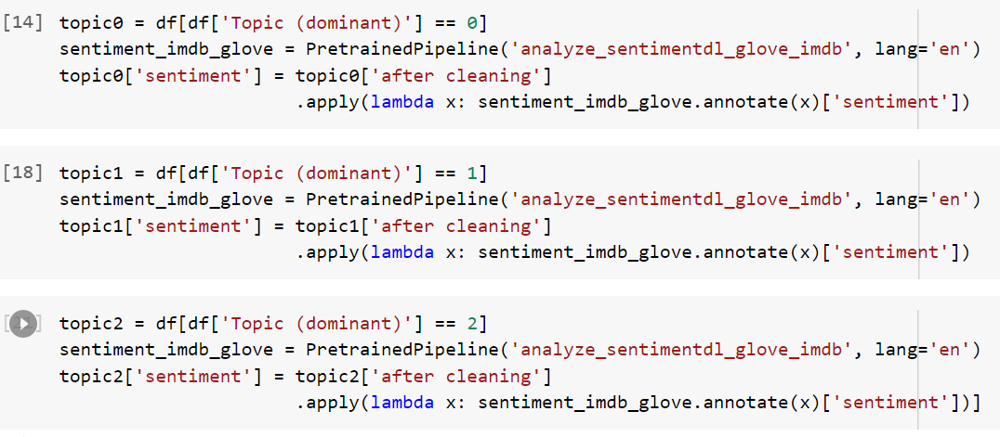 [14] topic0 = df[df['Topic (dominant)'] == 0]
sentiment_imdb_glove = PretrainedPipeline('analyze_sentimentdl_glove_imdb', lang='en')
topic0['sentiment'] = topic0['after cleaning']
.apply(lambda x: sentiment_imdb_glove.annotate(x)['sentiment'])
[18] topic1 = df[df['Topic (dominant)'] == 1]
sentiment_imdb_glove = PretrainedPipeline('analyze_sentimentdl_glove_imdb', lang='en')
topic1['sentiment'] = topic1['after cleaning']
.apply(lambda x: sentiment_imdb_glove.annotate(x)['sentiment'])
topic2 = df[df['Topic (dominant)'] == 2]
sentiment_imdb_glove = PretrainedPipeline('analyze_sentimentdl_glove_imdb', lang='en')
topic2['sentiment'] = topic2['after cleaning']
.apply(lambda x: sentiment_imdb_glove.annotate(x)['sentiment'])]